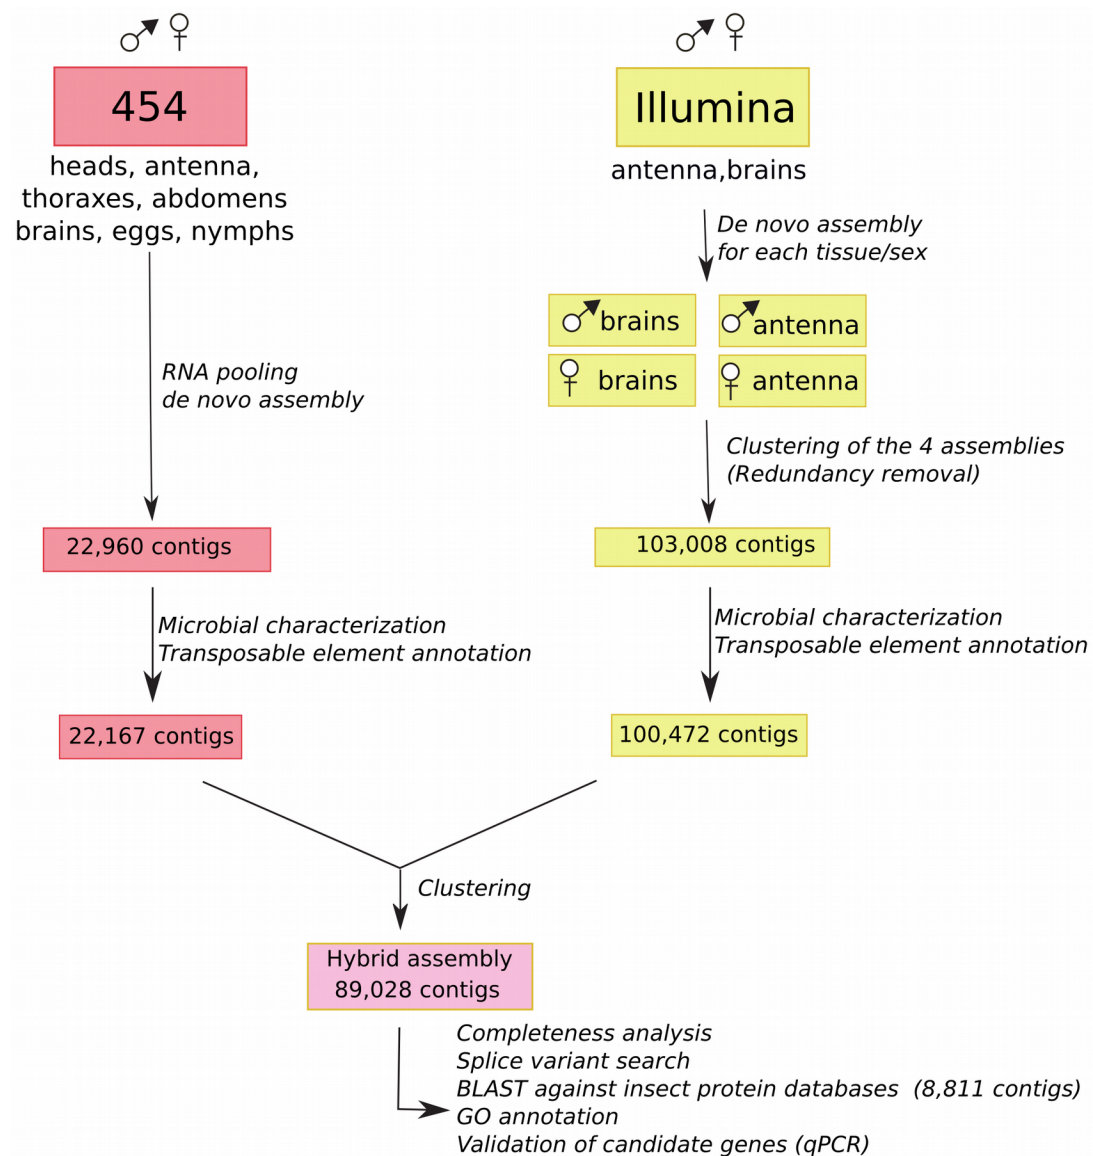 454
heads, antenna,
thoraxes, abdomens
brains, eggs, nymphs
RNA pooling
de novo assembly
22,960 contigs
Microbial characterization
Transposable element annotation
22,167 contigs
Illumina
antenna,brains
De novo assembly
for each tissue/sex
brains
antenna
brains
antenna
Clustering of the 4 assemblies
(Redundancy removal)
103,008 contigs
Microbial characterization
Transposable element annotation
100,472 contigs
Clustering
Hybrid assembly
89,028 contigs
Completeness analysis
Splice variant search
BLAST against insect protein databases (8,811 contigs)
GO annotation
Validation of candidate genes (qPCR)